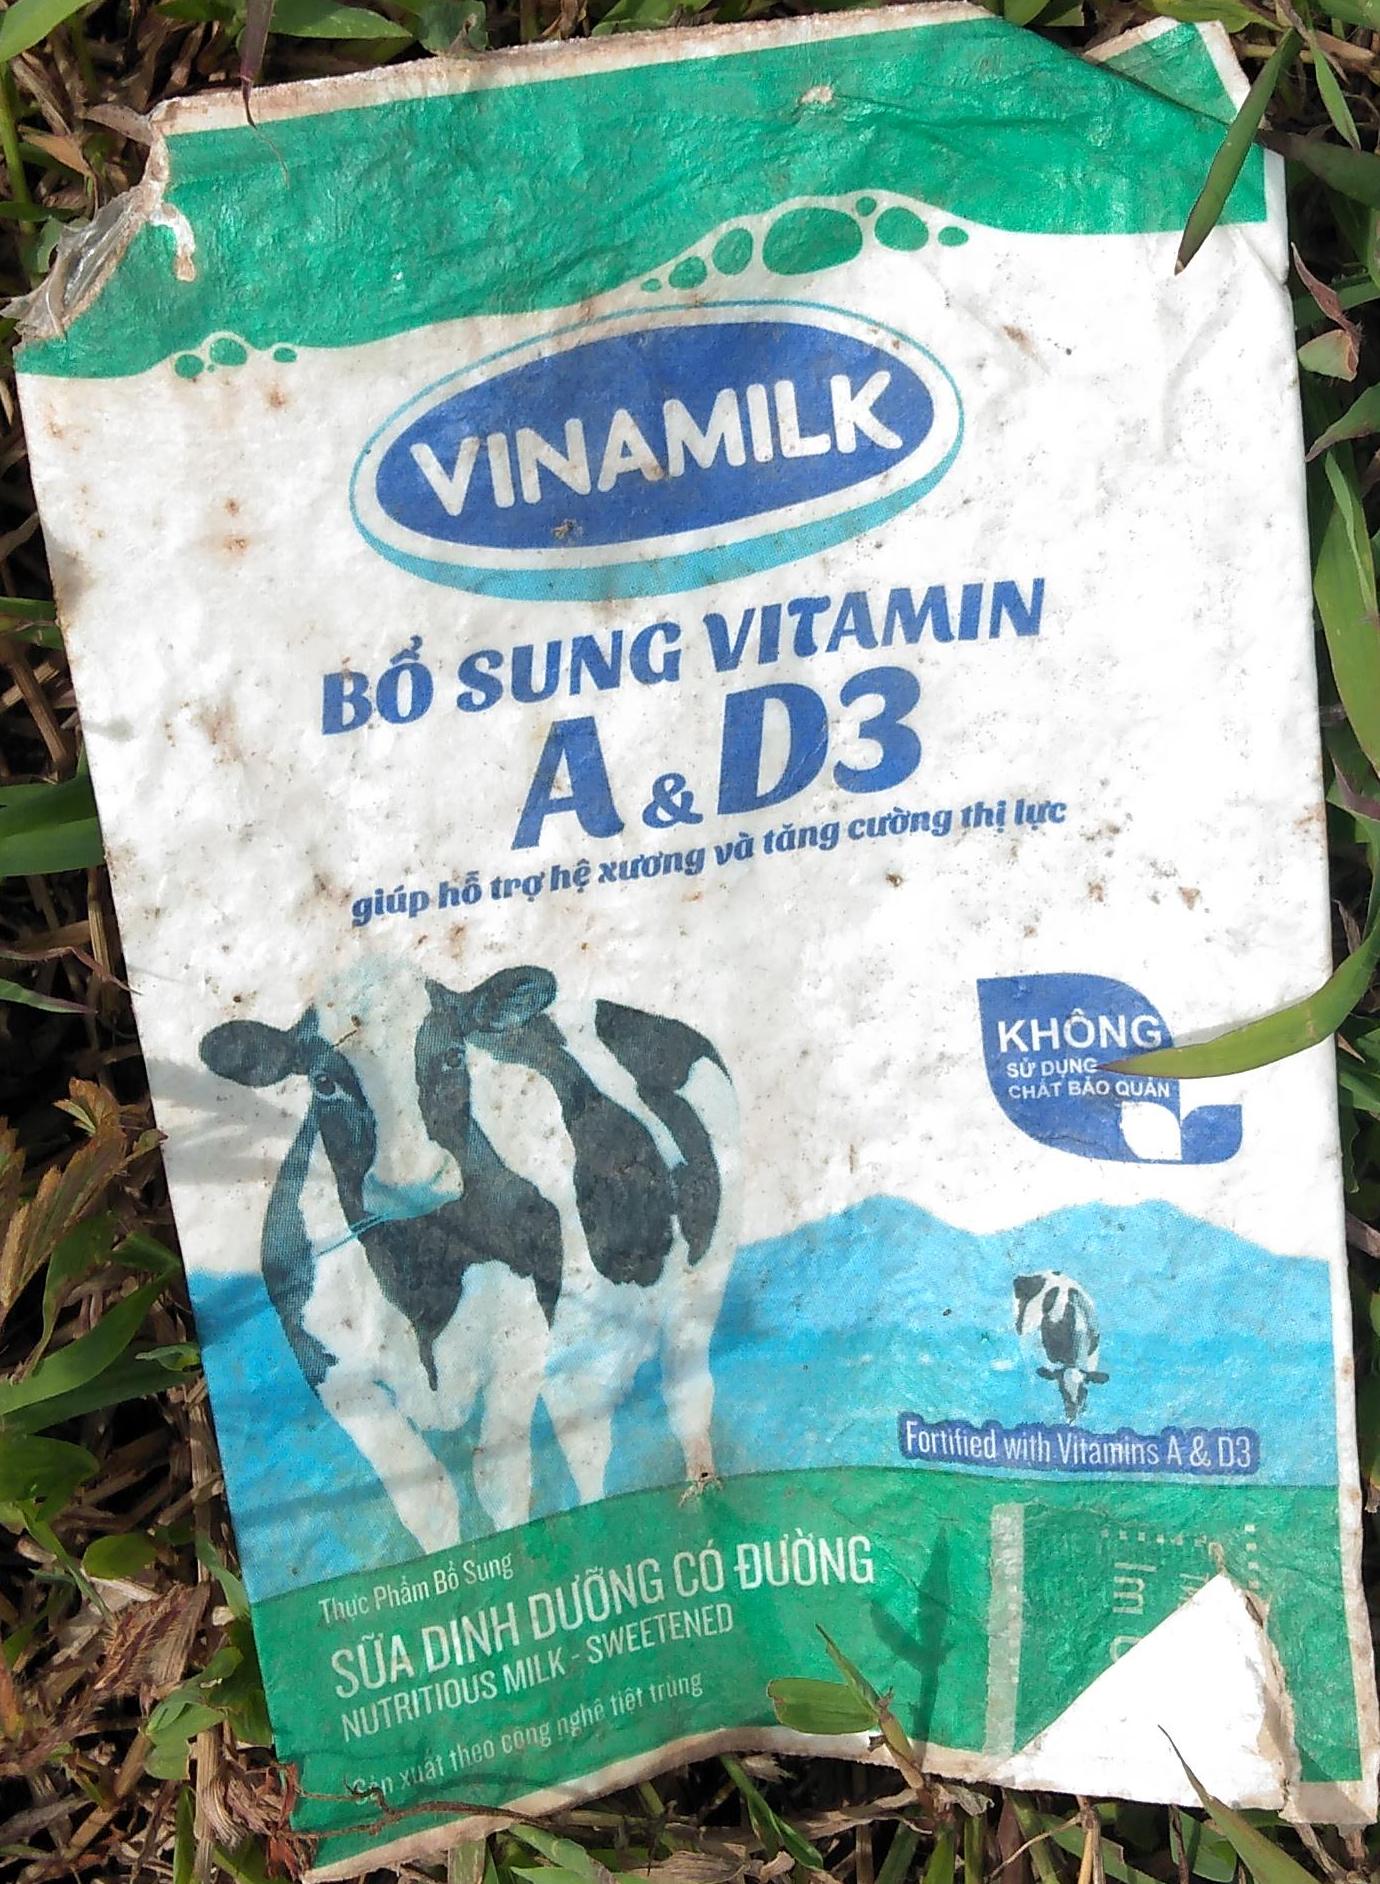 VINAMILK
BỔ SUNG VITAMIN
A & D3
giúp hỗ trợ hệ xương và tăng cường thị lực
KHÔNG
SỬ DỤNG
CHẤT BẢO QUẢN
Fortified with Vitamins A & D3
Thực Phẩm Bổ Sung
SỮA DINH DƯỠNG CÓ ĐƯỜNG
NUTRITIOUS MILK - SWEETENED
Sản xuất theo công nghệ tiệt trùng